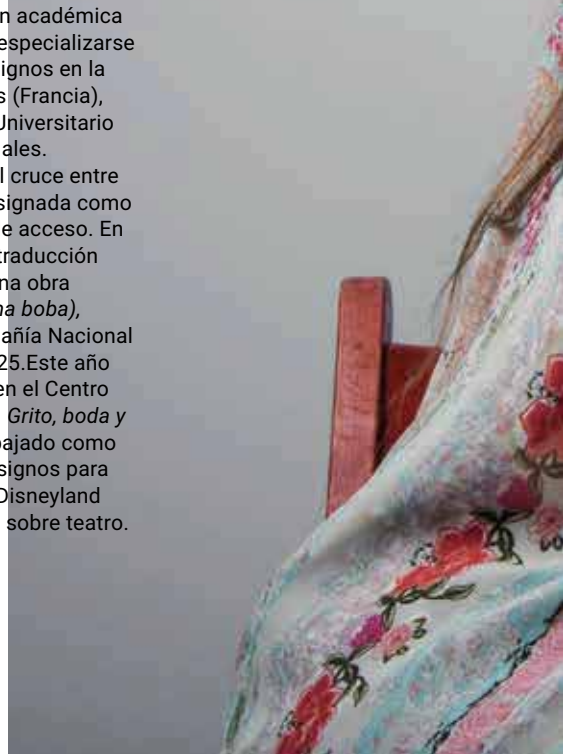 n académica
especializarse
ignos en la
s (Francia),
Universitario
ales.
l cruce entre
signada como
e acceso. En
traducción
na obra
na boba),
añía Nacional
25.Este año
en el Centro
Grito, boda y
bajado como
signos para
Disneyland
sobre teatro.